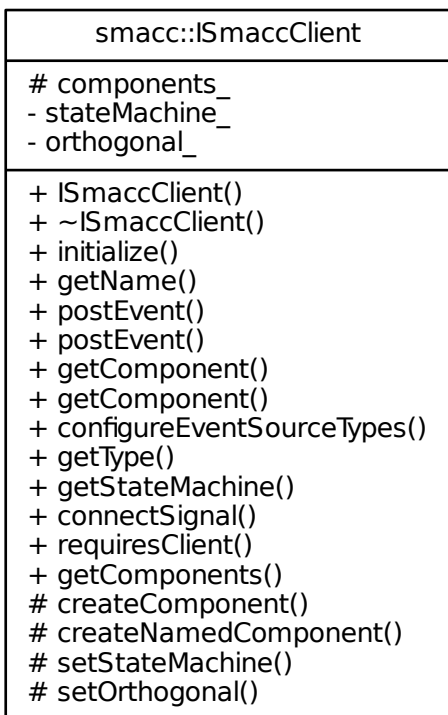 smacc::ISmaccClient
# components_
- stateMachine_
- orthogonal_
+ ISmaccClient()
+ ~ISmaccClient()
+ initialize()
+ getName()
+ postEvent()
+ postEvent()
+ getComponent()
+ getComponent()
+ configureEventSourceTypes()
+ getType()
+ getStateMachine()
+ connectSignal()
+ requiresClient()
+ getComponents()
# createComponent()
# createNamedComponent()
# setStateMachine()
# setOrthogonal()